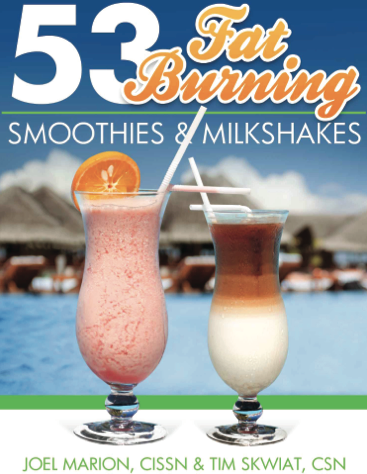 53 Fat
Burning
SMOOTHIES & MILKSHAKES
JOEL MARION, CISSN & TIM SKWIAT, CSN